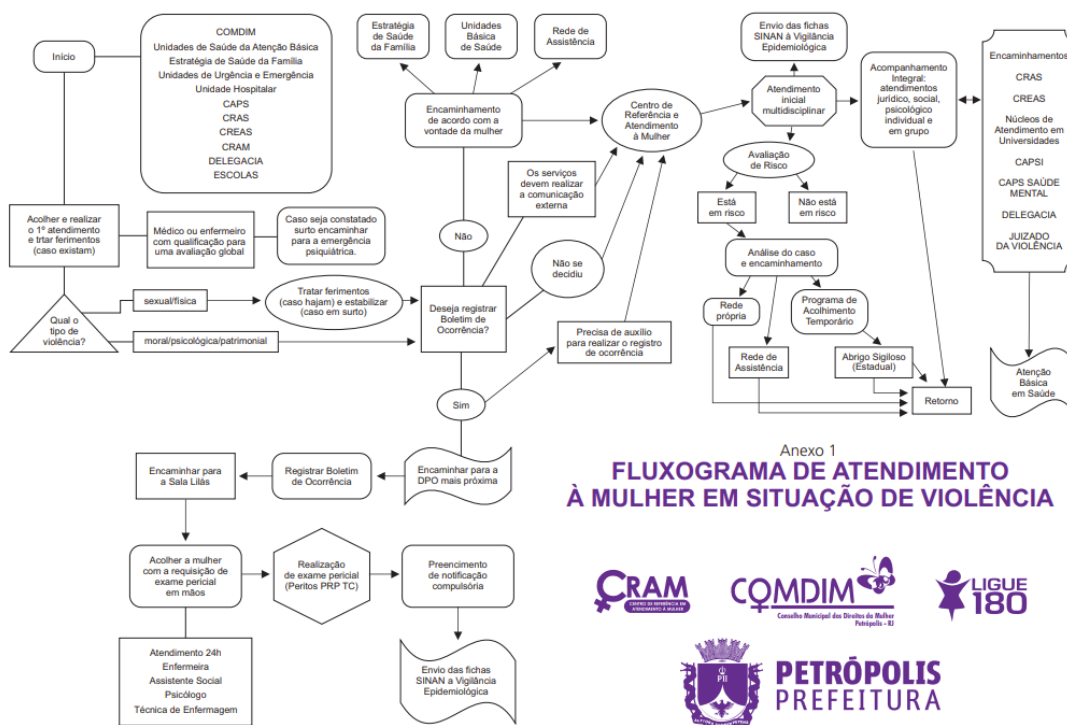 Início
COMDIM
Unidades de Saúde da Atenção Básica
Estratégia de Saúde da Família
Unidades de Urgência e Emergência
Unidade Hospitalar
CAPS
CRAS
CREAS
CRAM
DELEGACIA
ESCOLAS
Acolher e realizar
o 1º atendimento
e trtar ferimentos
(caso existam)
Médico ou enfermeiro
com qualificação para
uma avaliação global
Caso seja constatado
surto encaminhar
para a emergência
psiquiátrica.
Qual o
tipo de
violência?
sexual/física
moral/psicológica/patrimonial
Tratar ferimentos
(caso hajam) e estabilizar
(caso em surto)
Deseja registrar
Boletim de
Ocorrência?
Não
Encaminhamento
de acordo com a
vontade da mulher
Estratégia
de Saúde
da Família
Unidades
Básica
de Saúde
Rede de
Assistência
Os serviços
devem realizar
a comunicação
externa
Não se
decidiu
Precisa de auxílio
para realizar o registro
de ocorrência
Centro de
Referência e
Atendimento
à Mulher
Atendimento
inicial
multidisciplinar
Envio das fichas
SINAN à Vigilância
Epidemiológica
Acompanhamento
Integral:
atendimentos
jurídico, social,
psicológico
individual e
em grupo
Encaminhamentos
CRAS
CREAS
Núcleos de
Atendimento em
Universidades
CAPSI
CAPS SAÚDE
MENTAL
DELEGACIA
JUIZADO
DA VIOLÊNCIA
Atenção
Básica
em Saúde
Avaliação
de Risco
Está
em risco
Não está
em risco
Análise do caso
e encaminhamento
Rede
própria
Rede de
Assistência
Programa de
Acolhimento
Temporário
Abrigo Sigiloso
(Estadual)
Retorno
Sim
Encaminhar para a
DPO mais próxima
Registrar Boletim
de Ocorrência
Encaminhar para
a Sala Lilás
Acolher a mulher
com a requisição de
exame pericial
em mãos
Atendimento 24h
Enfermeira
Assistente Social
Psicólogo
Técnica de Enfermagem
Realização
de exame pericial
(Peritos PRP TC)
Preencimento
de notificação
compulsória
Envio das fichas
SINAN a Vigilância
Epidemiológica
Anexo 1
FLUXOGRAMA DE ATENDIMENTO
À MULHER EM SITUAÇÃO DE VIOLÊNCIA
CRAM
CENTRO DE REFERÊNCIA EM
ATENDIMENTO À MULHER
COMDIM
Conselho Municipal dos Direitos da Mulher
Petrópolis - RJ
LIGUE
180
PETRÓPOLIS
PREFEITURA